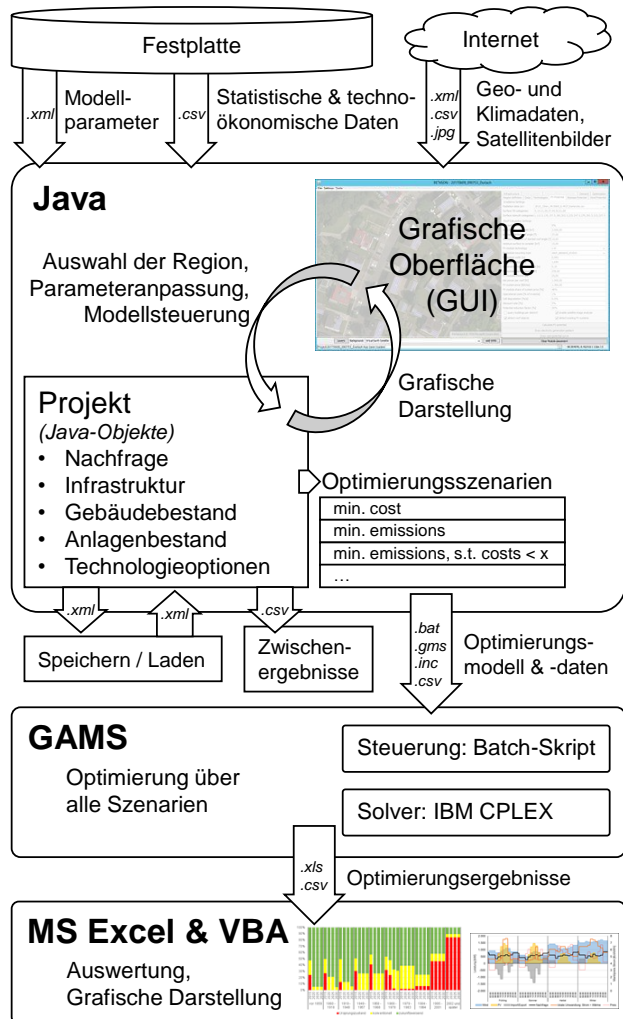 Festplatte
Internet
.xml
Modell-
parameter
.csv
Statistische & techno-
ökonomische Daten
.xml
.csv
.jpg
Geo- und
Klimadaten,
Satellitenbilder
Java
Auswahl der Region,
Parameteranpassung,
Modellsteuerung
Grafische
Oberfläche
(GUI)
Grafische
Darstellung
Projekt
(Java-Objekte)
• Nachfrage
• Infrastruktur
• Gebäudebestand
• Anlagenbestand
• Technologieoptionen
Optimierungsszenarien
min. cost
min. emissions
min. emissions, s.t. costs < x
…
.xml
.xml
.csv
Speichern / Laden
Zwischen-
ergebnisse
.bat
.gms
.inc
.csv
Optimierungs-
modell & -daten
GAMS
Optimierung über
alle Szenarien
Steuerung: Batch-Skript
Solver: IBM CPLEX
.xls
.csv
Optimierungsergebnisse
MS Excel & VBA
Auswertung,
Grafische Darstellung